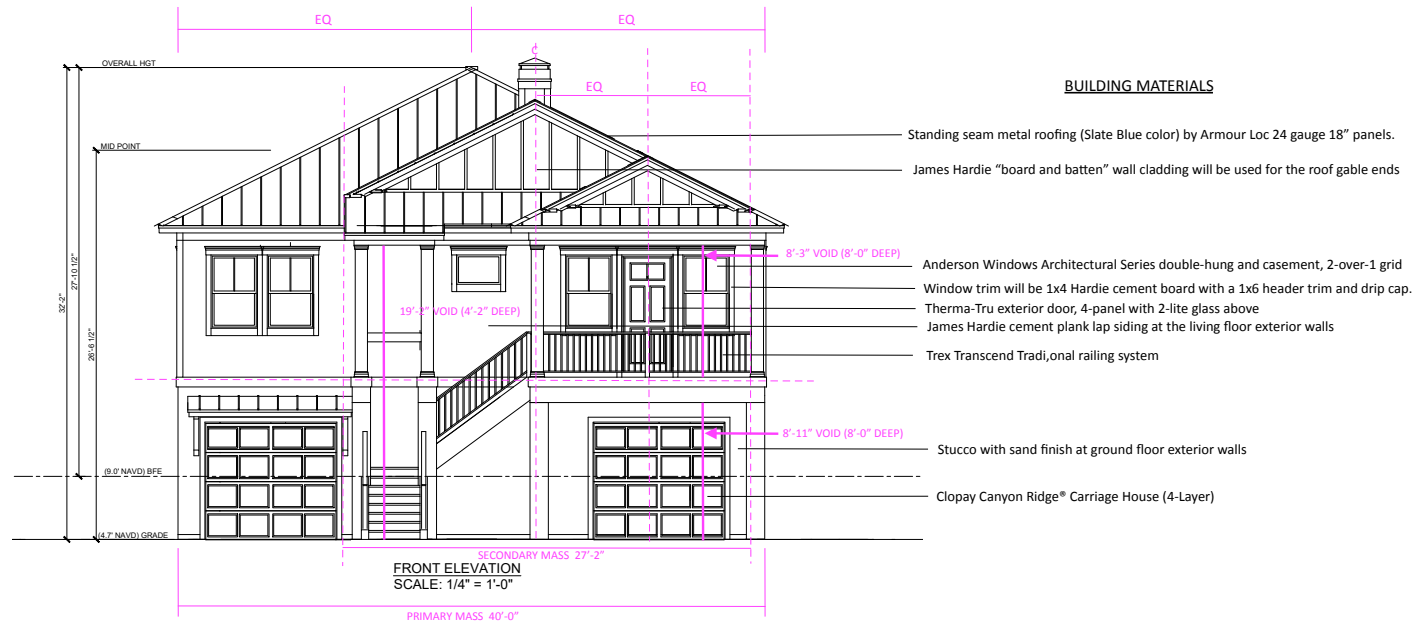 EQ
EQ
C
OVERALL HGT
EQ
EQ
BUILDING MATERIALS
Standing seam metal roofing (Slate Blue color) by Armour Loc 24 gauge 18” panels.
MID POINT
James Hardie “board and batten” wall cladding will be used for the roof gable ends
8’-3” VOID (8’-0” DEEP)
Anderson Windows Architectural Series double-hung and casement, 2-over-1 grid
Window trim will be 1x4 Hardie cement board with a 1x6 header trim and drip cap.
32'-2"
27'-10 1/2"
26'-6 1/2"
19’-2” VOID (4’-2” DEEP)
Therma-Tru exterior door, 4-panel with 2-lite glass above
James Hardie cement plank lap siding at the living floor exterior walls
Trex Transcend Tradi,onal railing system
8’-11” VOID (8’-0” DEEP)
Stucco with sand finish at ground floor exterior walls
(9.0' NAVD) BFE
Clopay Canyon Ridge® Carriage House (4-Layer)
(4.7' NAVD) GRADE
SECONDARY MASS 27’-2”
FRONT ELEVATION
SCALE: 1/4" = 1'-0"
PRIMARY MASS 40’-0”